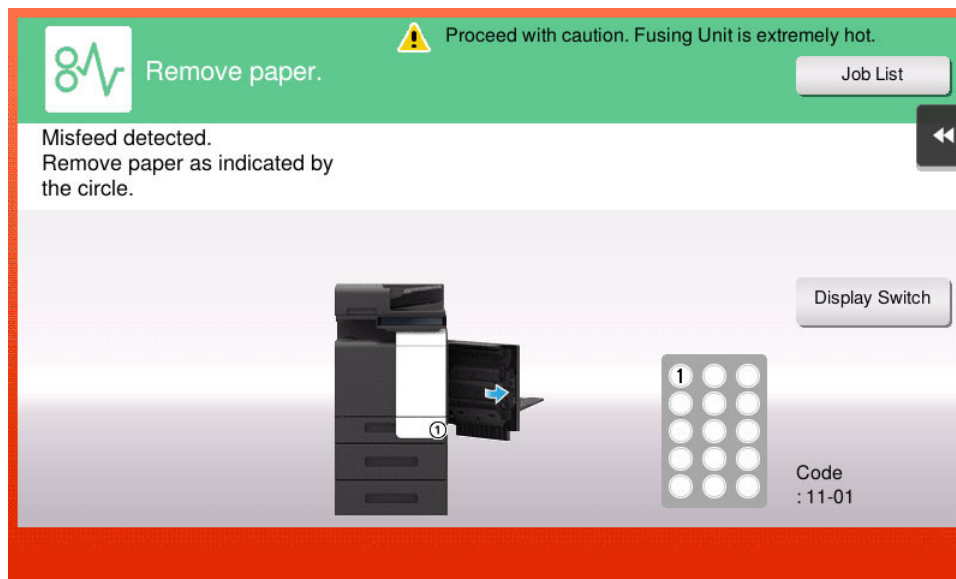 Proceed with caution. Fusing Unit is extremely hot.
Remove paper.
Job List
Misfeed detected.
Remove paper as indicated by
the circle.
Display Switch
1
1
Code
: 11-01